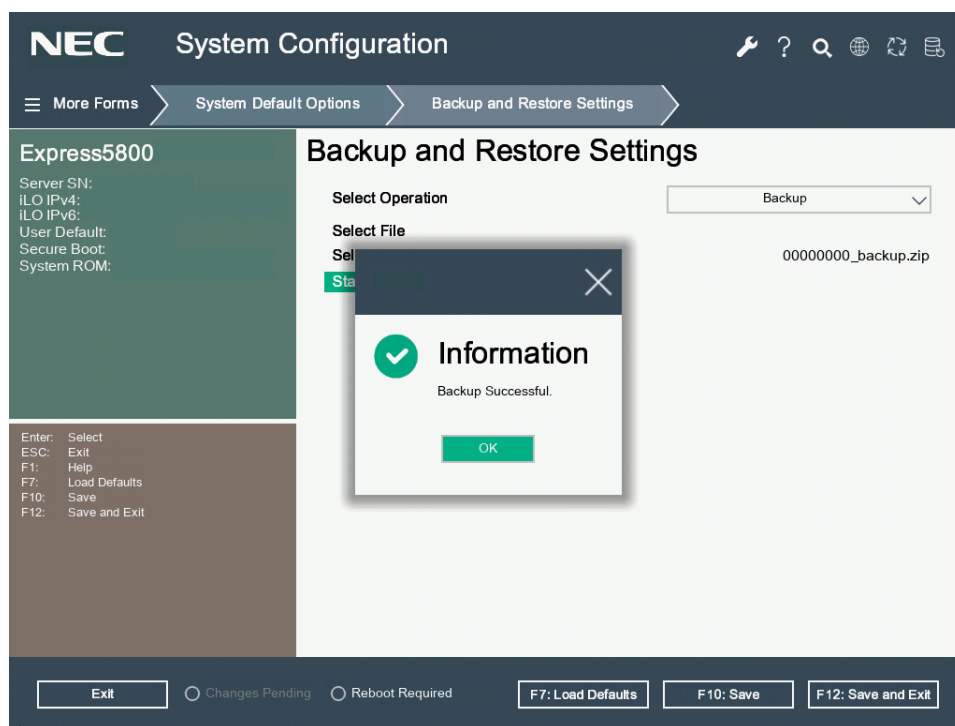 NEC System Configuration
More Forms System Default Options Backup and Restore Settings
Express5800
Server SN:
iLO IPv4:
iLO IPv6:
User Default:
Secure Boot:
System ROM:
Enter: Select
ESC: Exit
F1: Help
F7: Load Defaults
F10: Save
F12: Save and Exit
Backup and Restore Settings
Select Operation Backup
Select File
Sel 00000000_backup.zip
Sta
Information
Backup Successful.
OK
Exit Changes Pending Reboot Required F7: Load Defaults F10: Save F12: Save and Exit